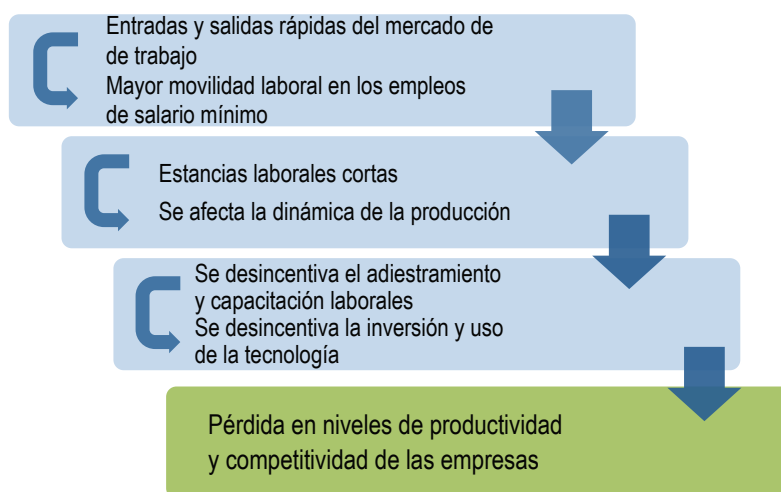 Entradas y salidas rápidas del mercado de
de trabajo
Mayor movilidad laboral en los empleos
de salario mínimo
Estancias laborales cortas
Se afecta la dinámica de la producción
Se desincentiva el adiestramiento
y capacitación laborales
Se desincentiva la inversión y uso
de la tecnología
Pérdida en niveles de productividad
y competitividad de las empresas